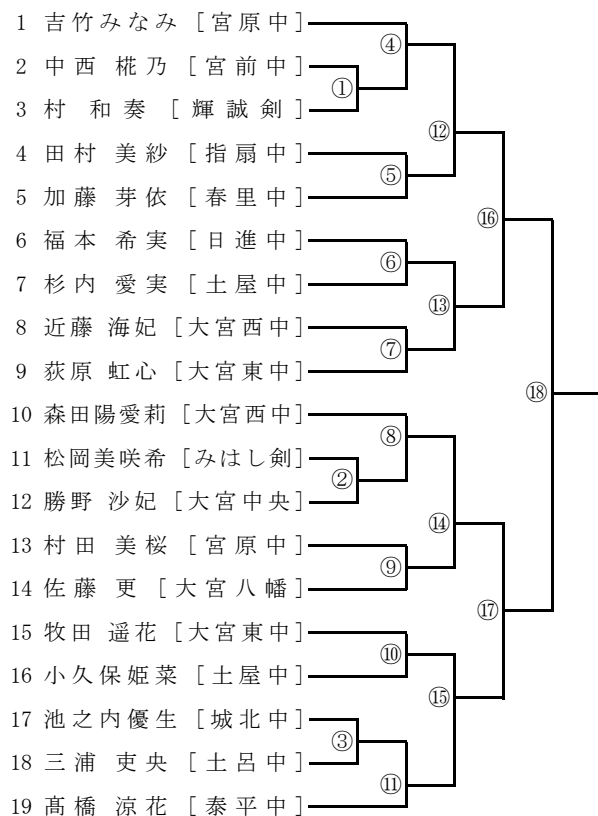 1 吉竹みなみ [宮原中]
④
2 中西 椛乃 [宮前中]
①
3 村 和奏 [輝誠剣]
⑫
4 田村 美紗 [指扇中]
⑤
5 加藤 芽依 [春里中]
⑯
6 福本 希実 [日進中]
⑥
7 杉内 愛実 [土屋中]
⑬
8 近藤 海妃 [大宮西中]
⑦
9 荻原 虹心 [大宮東中]
⑱
10 森田陽愛莉 [大宮西中]
⑧
11 松岡美咲希 [みはし剣]
②
12 勝野 沙妃 [大宮中央]
⑭
13 村田 美桜 [宮原中]
⑨
14 佐藤 更 [大宮八幡]
⑰
15 牧田 遥花 [大宮東中]
⑩
16 小久保姫菜 [土屋中]
⑮
17 池之内優生 [城北中]
③
18 三浦 吏央 [土呂中]
⑪
19 髙橋 涼花 [泰平中]